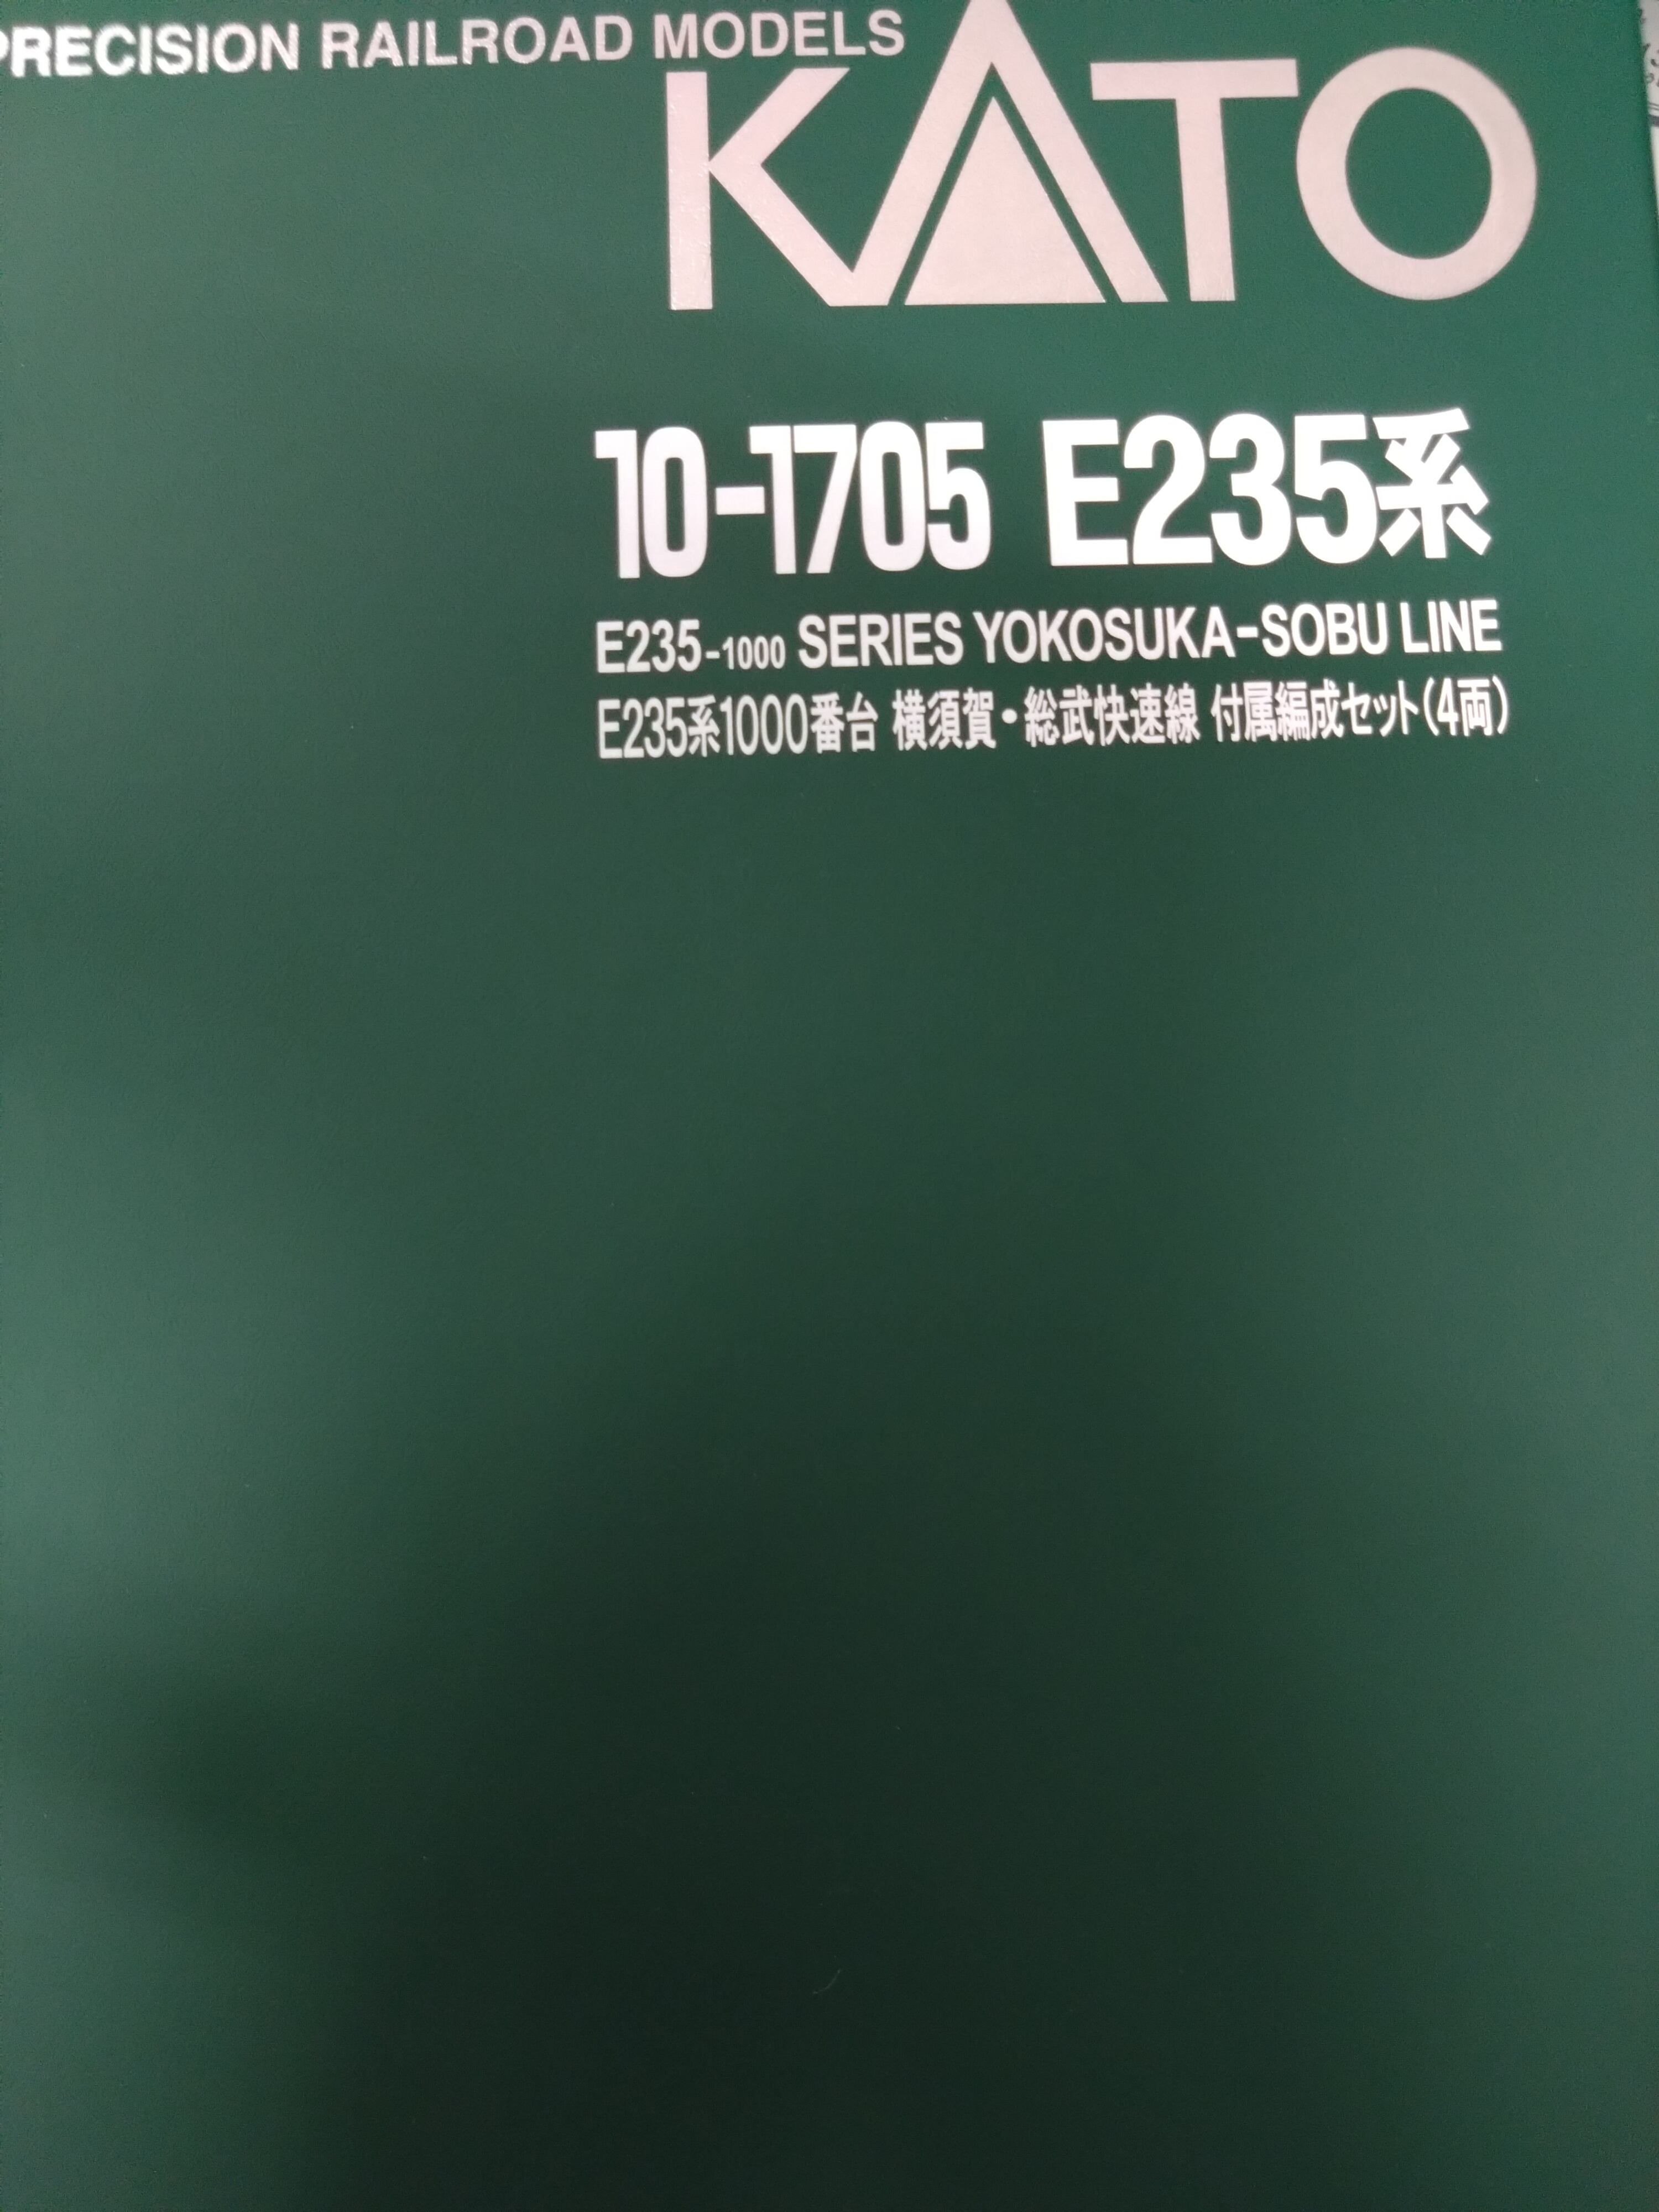 PRECISION RAILROAD MODELS
KATO
10-1705 E235系
E235-1000 SERIES YOKOSUKA-SOBU LINE
E235系1000番台 横須賀・総武快速線 付属編成セット(4両)